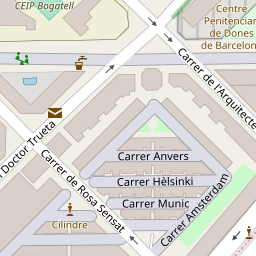 CEIP Bogatell
Centre
Penitenciari
de Dones
de Barcelona
Carrer de l'Arquitecte
Doctor Trueta
Carrer Anvers
Carrer Hèlsinki
Carrer Munic
Carrer Amsterdam
Carrer de Rosa Sensat
Cilindre